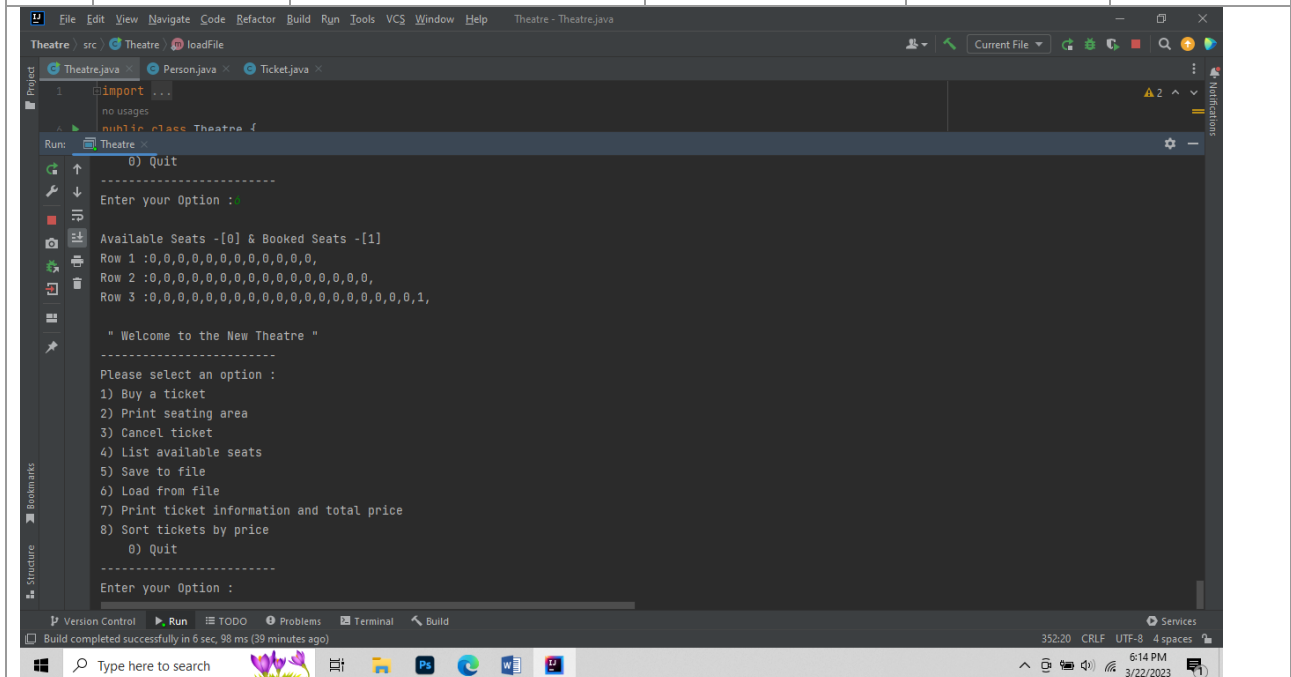 File Edit View Navigate Code Refactor Build Run Tools VCS Window Help Theatre - Theatre.java
Theatre src Theatre loadFile Current File
Theatre.java Person.java Ticket.java
Project
Notifications
1 import ... 2
no usages
6 public class Theatre {
Run: Theatre
0) Quit
-------------------------
Enter your Option :6
Available Seats -[0] & Booked Seats -[1]
Row 1 :0,0,0,0,0,0,0,0,0,0,0,0,
Row 2 :0,0,0,0,0,0,0,0,0,0,0,0,0,0,0,0,
Row 3 :0,0,0,0,0,0,0,0,0,0,0,0,0,0,0,0,0,0,0,1,
" Welcome to the New Theatre "
-------------------------
Please select an option :
1) Buy a ticket
2) Print seating area
3) Cancel ticket
4) List available seats
5) Save to file
6) Load from file
7) Print ticket information and total price
8) Sort tickets by price
0) Quit
-------------------------
Enter your Option :
Bookmarks
Structure
Version Control Run TODO Problems Terminal Build Services
Build completed successfully in 6 sec, 98 ms (39 minutes ago) 352:20 CRLF UTF-8 4 spaces
Type here to search Ps W 6:14 PM
3/22/2023 1